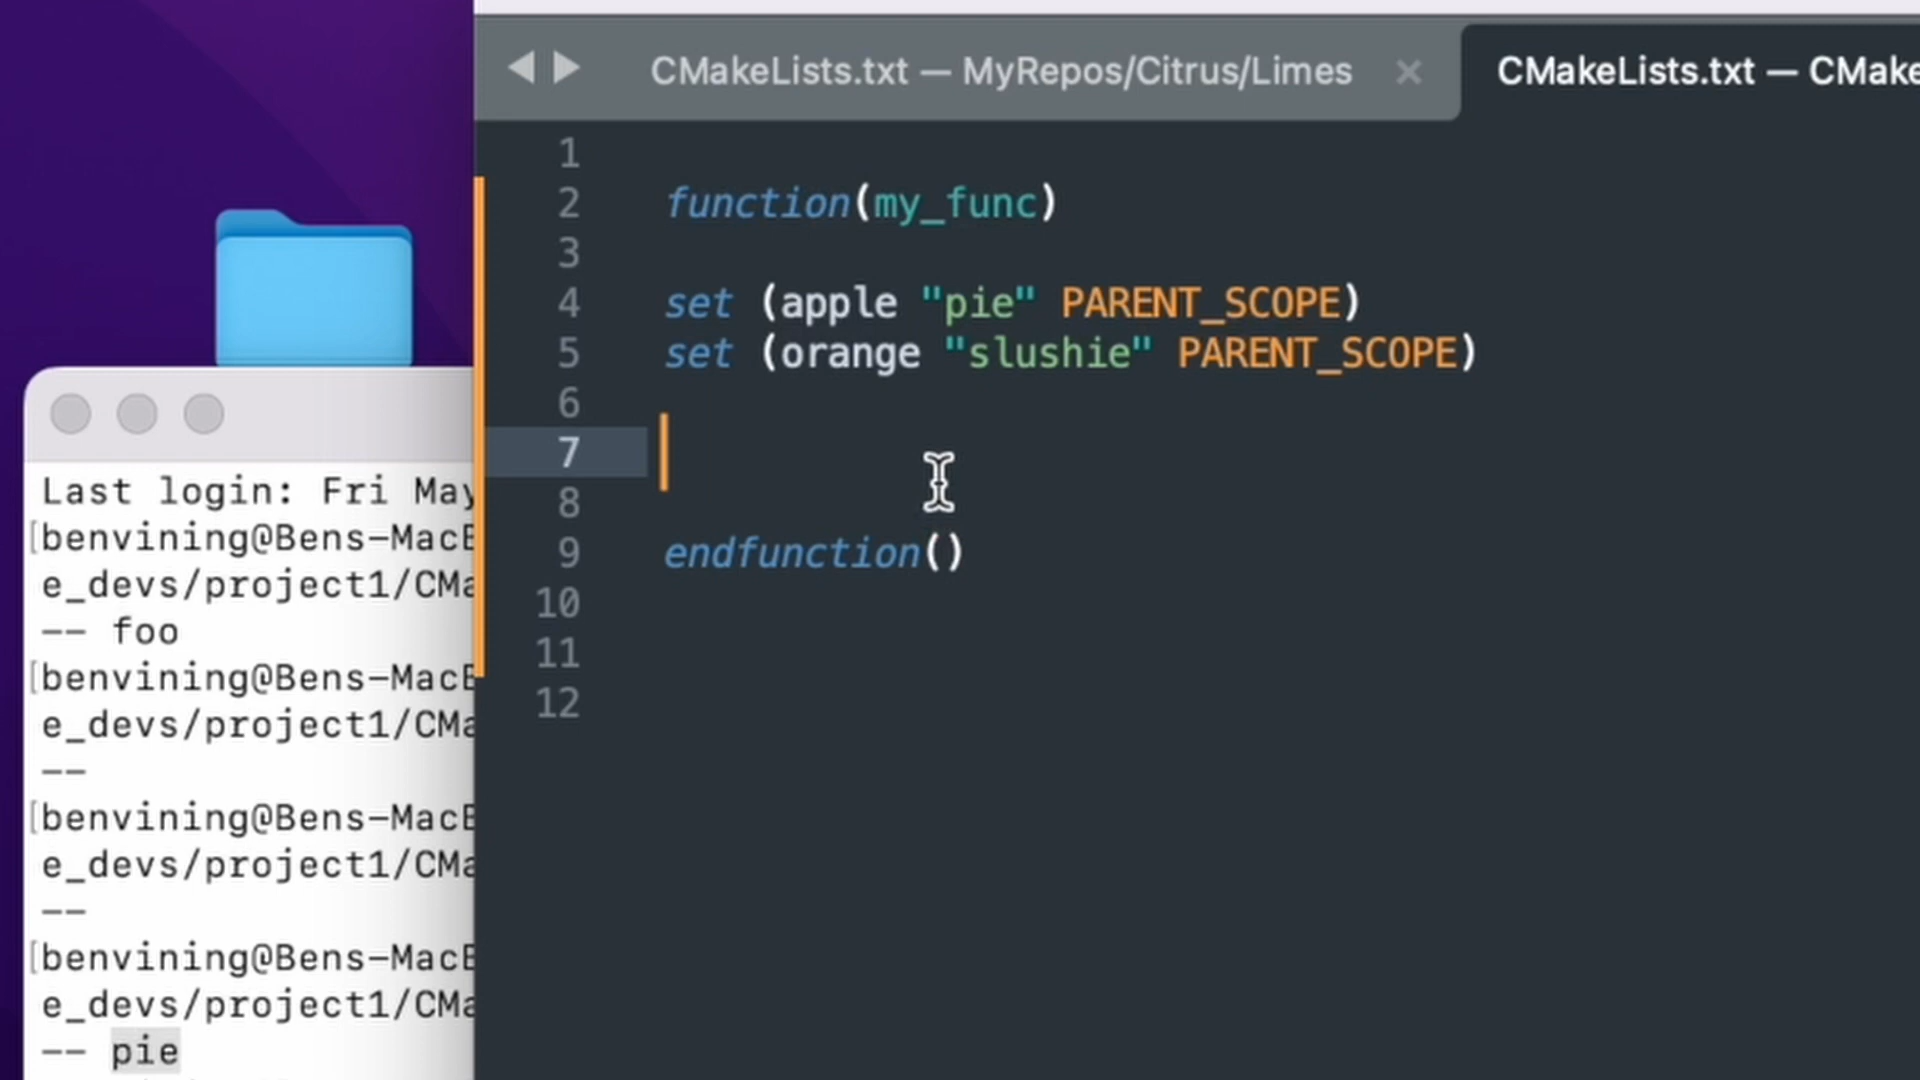 CMakeLists.txt — MyRepos/Citrus/Limes ×
CMakeLists.txt — CMake
1
2 function(my_func)
3
4 set (apple "pie" PARENT_SCOPE)
5 set (orange "slushie" PARENT_SCOPE)
6
7
8
9 endfunction()
10
11
12
Last login: Fri May
[benvining@Bens-MacB
e_devs/project1/CMa
-- foo
[benvining@Bens-MacB
e_devs/project1/CMa
--
[benvining@Bens-MacB
e_devs/project1/CMa
--
[benvining@Bens-MacB
e_devs/project1/CMa
-- pie